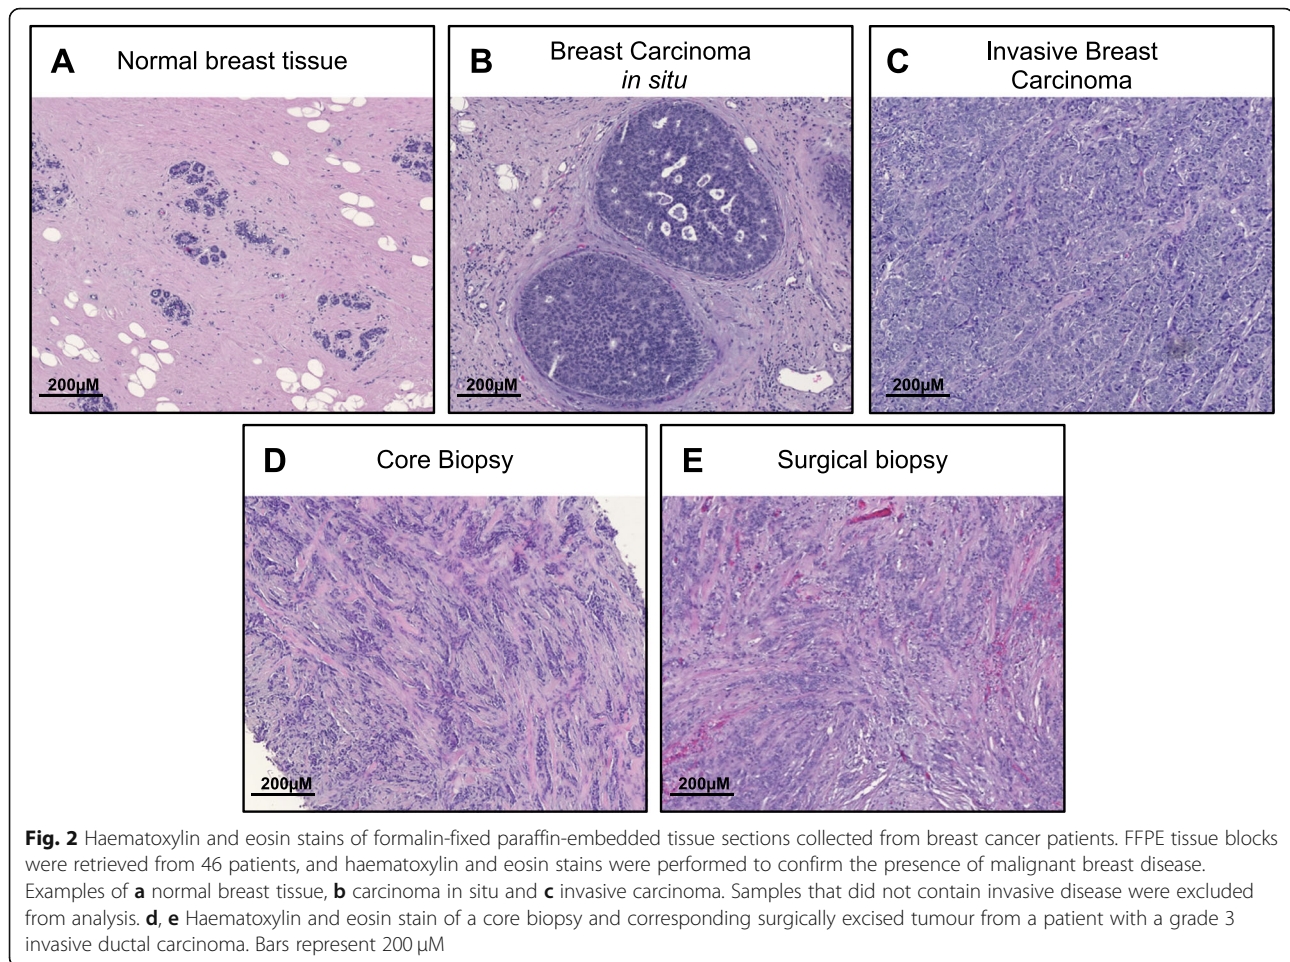 A Normal breast tissue
B Breast Carcinoma
in situ
C Invasive Breast
Carcinoma
200µM
200µM
200µM
D Core Biopsy
E Surgical biopsy
200µM
200µM
Fig. 2 Haematoxylin and eosin stains of formalin-fixed paraffin-embedded tissue sections collected from breast cancer patients. FFPE tissue blocks
were retrieved from 46 patients, and haematoxylin and eosin stains were performed to confirm the presence of malignant breast disease.
Examples of a normal breast tissue, b carcinoma in situ and c invasive carcinoma. Samples that did not contain invasive disease were excluded
from analysis. d, e Haematoxylin and eosin stain of a core biopsy and corresponding surgically excised tumour from a patient with a grade 3
invasive ductal carcinoma. Bars represent 200 µM